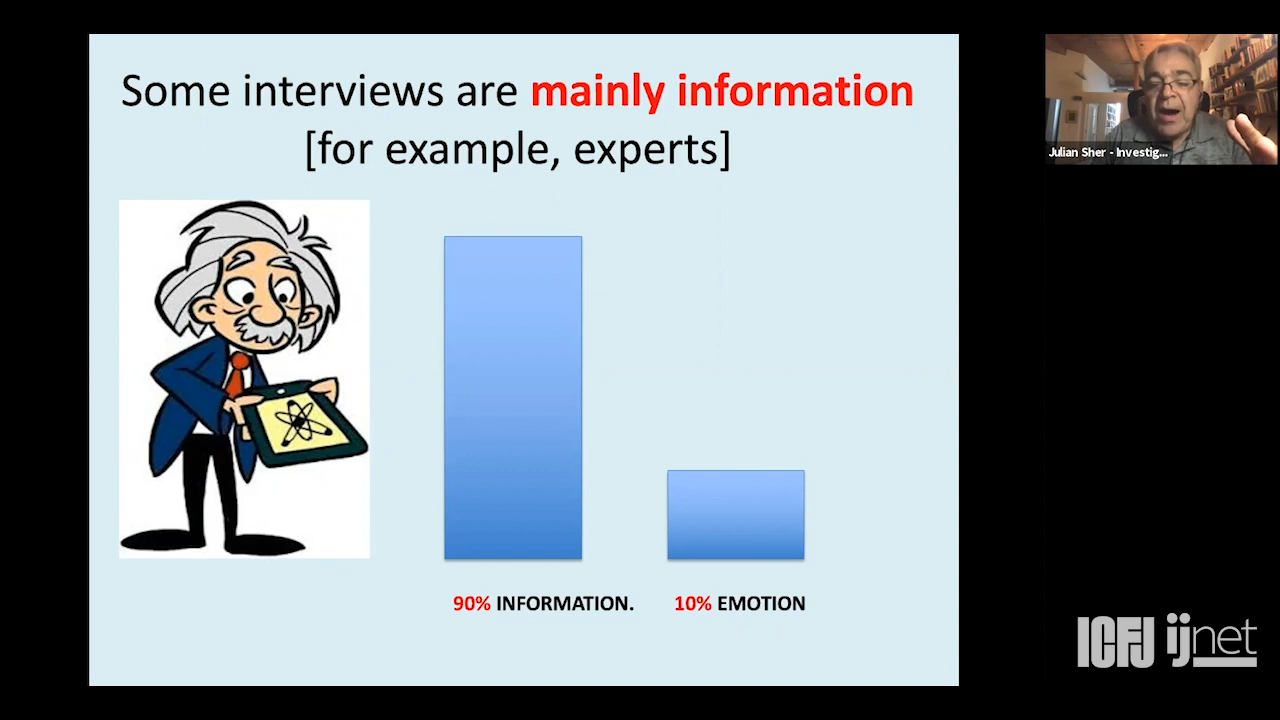 Some interviews are mainly information
[for example, experts]
90% INFORMATION.
10% EMOTION
Julian Sher - Investig...
ICFJ ijnet